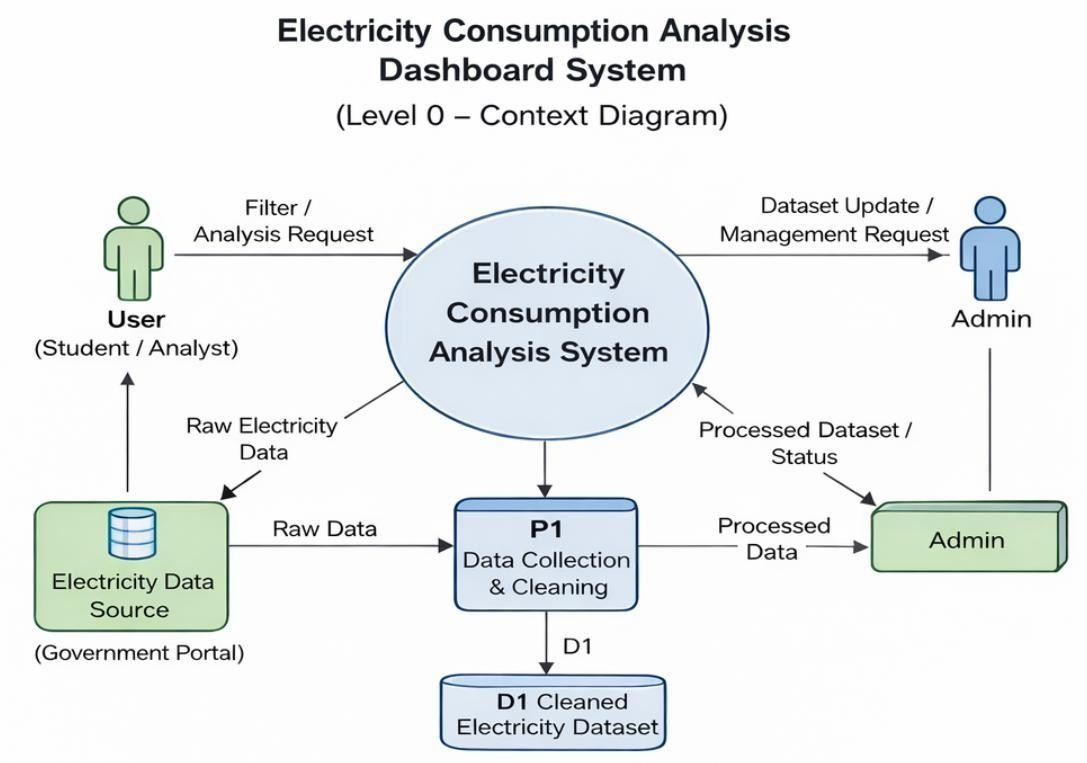 Electricity Consumption Analysis
Dashboard System
(Level 0 – Context Diagram)
Filter /
Analysis Request
Dataset Update /
Management Request
Electricity
Consumption
Analysis System
User
(Student / Analyst)
Admin
Raw Electricity
Data
Processed Dataset /
Status
Electricity Data
Source
(Government Portal)
Raw Data
P1
Data Collection
& Cleaning
Processed
Data
Admin
D1
D1 Cleaned
Electricity Dataset